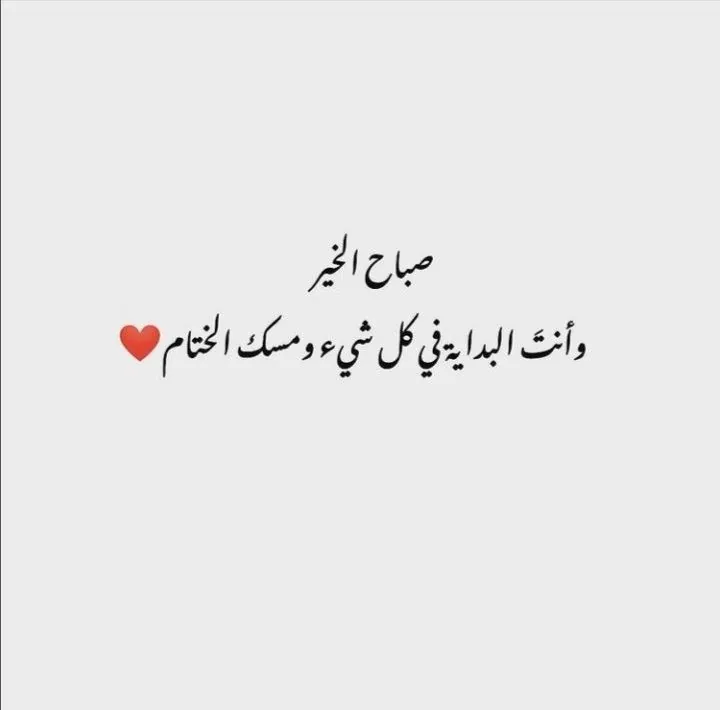 صباح الخير
وأنتَ البداية في كل شيء ومسك الختام❤️